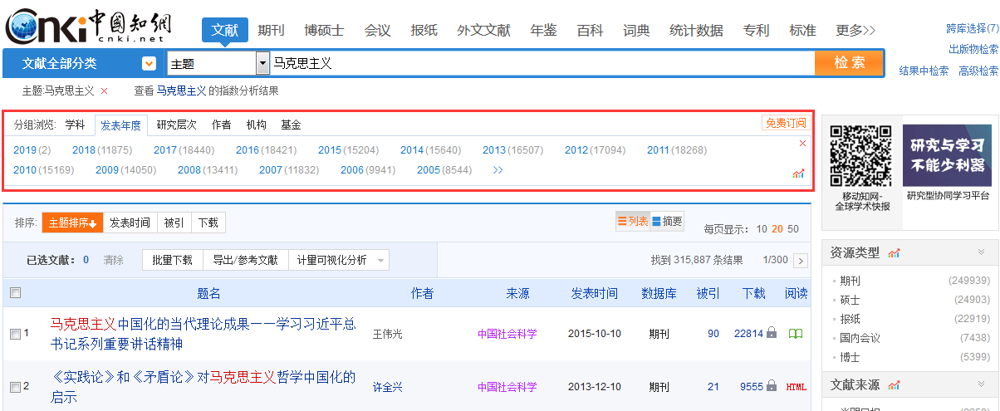 Cnki中國知網
cnki.net
文献 期刊 博硕士 会议 报纸 外文文献 年鉴 百科 词典 统计数据 专利 标准 更多>>
跨库选择(7)
出版物检索
文献全部分类 主题 马克思主义 检索
结果中检索 高级检索
主题:马克思主义 × 查看 马克思主义 的指数分析结果
分组浏览: 学科 发表年度 研究层次 作者 机构 基金 免费订阅
2019(2) 2018(11875) 2017(18440) 2016(18421) 2015(15204) 2014(15640) 2013(16507) 2012(17094) 2011(18268) ×
2010(15169) 2009(14050) 2008(13411) 2007(11832) 2006(9941) 2005(8544) >>
研究与学习
不能少利器
移动知网-
全球学术快报
研究型协同学习平台
排序: 主题排序↓ 发表时间 被引 下载 列表 摘要 每页显示: 10 20 50
已选文献: 0 清除 批量下载 导出/参考文献 计量可视化分析 找到 315,887 条结果 1/300 >
题名 作者 来源 发表时间 数据库 被引 下载 阅读
1 马克思主义中国化的当代理论成果——学习习近平总
书记系列重要讲话精神 王伟光 中国社会科学 2015-10-10 期刊 90 22814
2 《实践论》和《矛盾论》对马克思主义哲学中国化的
启示 许全兴 中国社会科学 2013-12-10 期刊 21 9555 HTML
资源类型
期刊 (249939)
硕士 (24903)
报纸 (22919)
国内会议 (7438)
博士 (5399)
文献来源